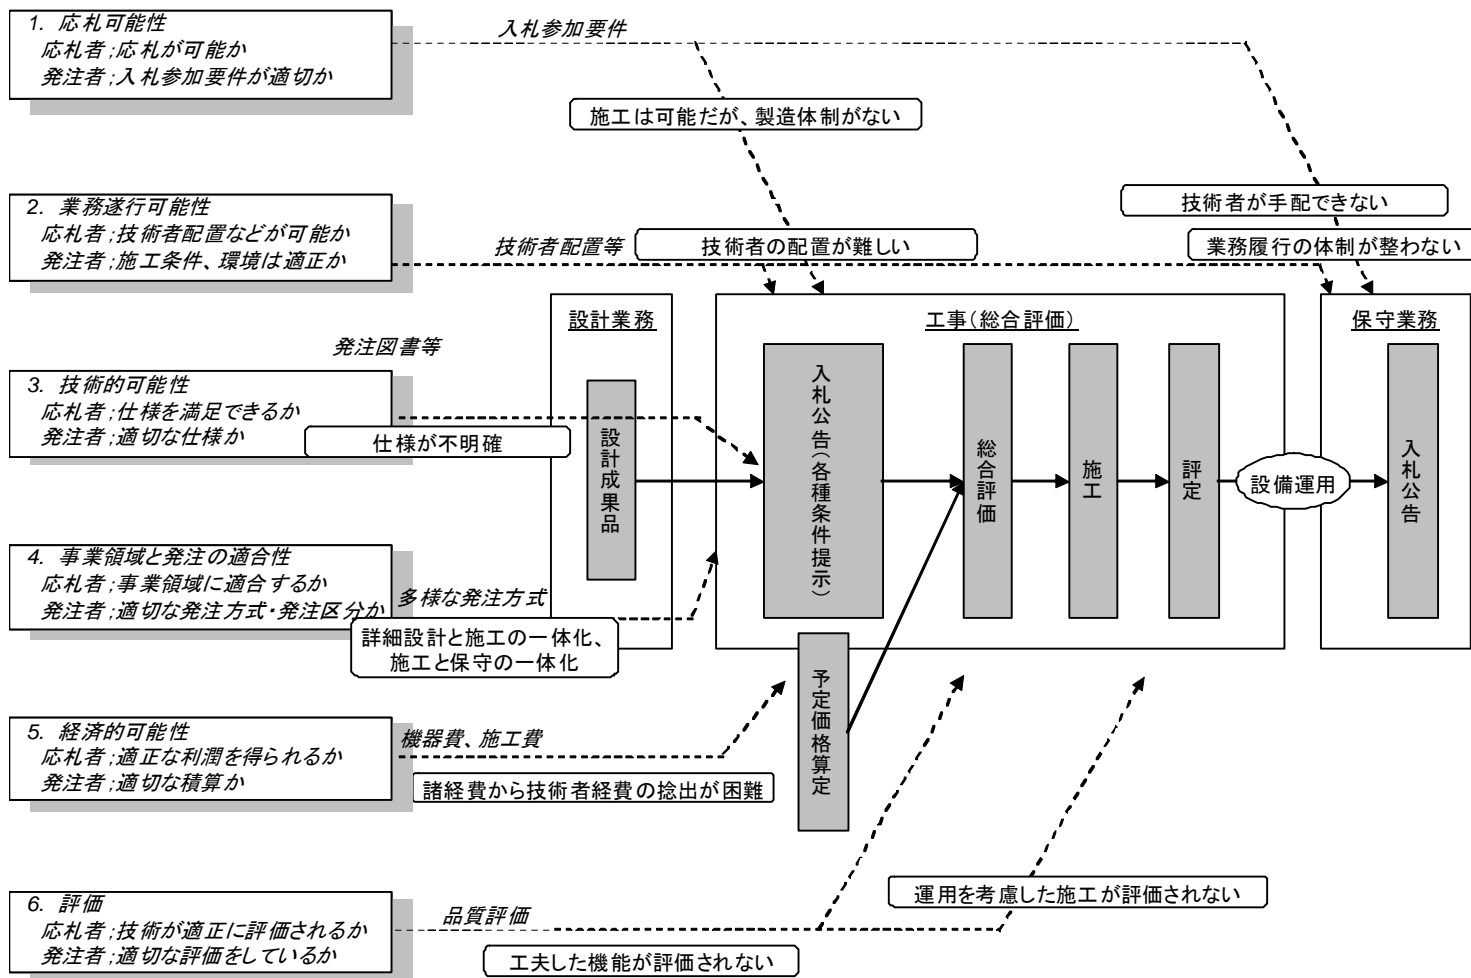 1. 応札可能性
応札者;応札が可能か
発注者;入札参加要件が適切か
入札参加要件
施工は可能だが、製造体制がない
2. 業務遂行可能性
応札者;技術者配置などが可能か
発注者;施工条件、環境は適正か
技術者配置等
技術者の配置が難しい
技術者が手配できない
業務履行の体制が整わない
設計業務
工事(総合評価)
保守業務
発注図書等
3. 技術的可能性
応札者;仕様を満足できるか
発注者;適切な仕様か
仕様が不明確
設計成果品
入札公告(各種条件提示)
総合評価
施工
評定
設備運用
入札公告
4. 事業領域と発注の適合性
応札者;事業領域に適合するか
発注者;適切な発注方式・発注区分か
多様な発注方式
詳細設計と施工の一体化、
施工と保守の一体化
予定価格算定
5. 経済的可能性
応札者;適正な利潤を得られるか
発注者;適切な積算か
機器費、施工費
諸経費から技術者経費の捻出が困難
6. 評価
応札者;技術が適正に評価されるか
発注者;適切な評価をしているか
品質評価
運用を考慮した施工が評価されない
工夫した機能が評価されない